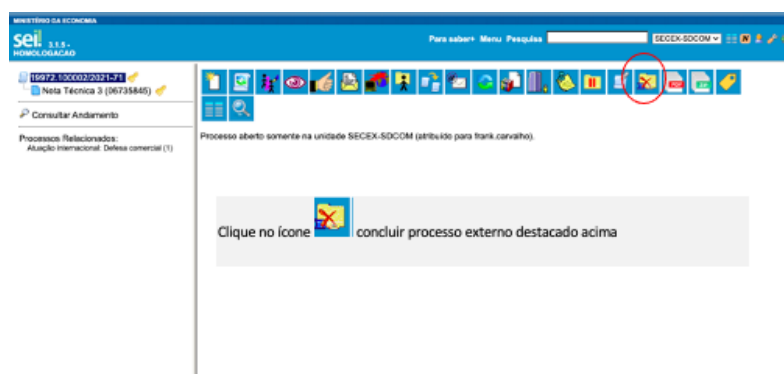 MINISTÉRIO DA ECONOMIA
sei! 3.1.5 -
HOMOLOGACAO
Para saber+ Menu Pesquisa
SECEX-SDCOM
19972.100002/2021-71
Nota Técnica 3 (06735845)
Consultar Andamento
Processos Relacionados:
Atuação Internacional: Defesa comercial (1)
Processo aberto somente na unidade SECEX-SDCOM (atribuído para frank.carvalho).
Clique no ícone concluir processo externo destacado acima